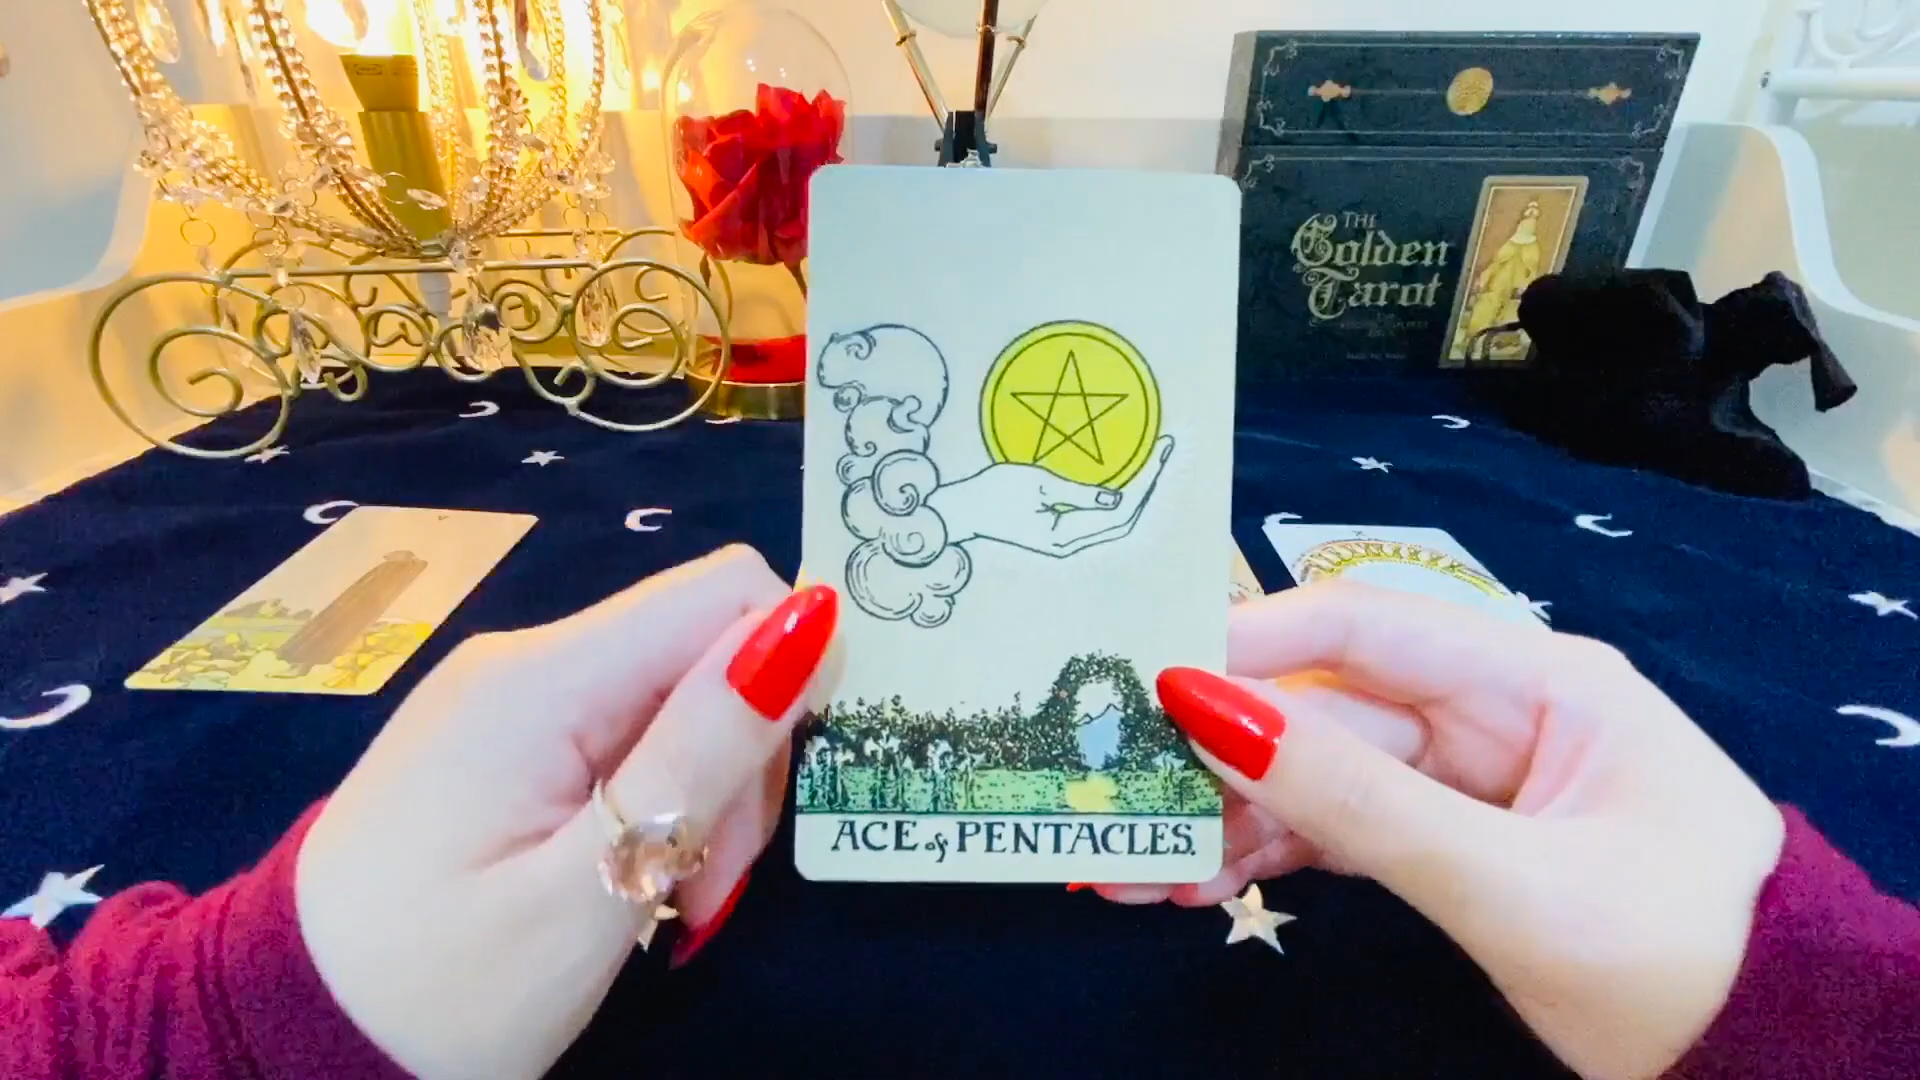 THE
Golden
Tarot
ACE of PENTACLES.
V
X